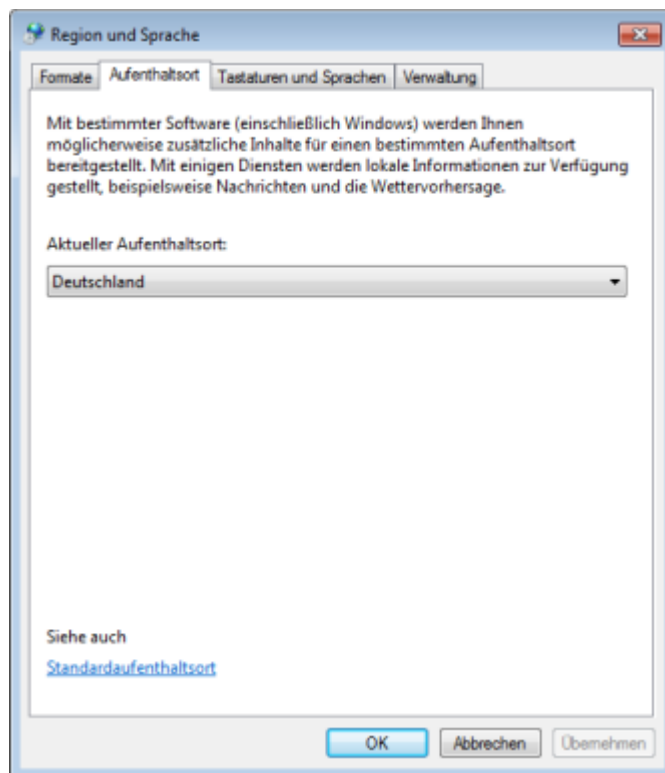 Region und Sprache
Formate Aufenthaltsort Tastaturen und Sprachen Verwaltung
Mit bestimmter Software (einschließlich Windows) werden Ihnen
möglicherweise zusätzliche Inhalte für einen bestimmten Aufenthaltsort
bereitgestellt. Mit einigen Diensten werden lokale Informationen zur Verfügung
gestellt, beispielsweise Nachrichten und die Wettervorhersage.
Aktueller Aufenthaltsort:
Deutschland
Siehe auch
Standardaufenthaltsort
OK Abbrechen Übernehmen